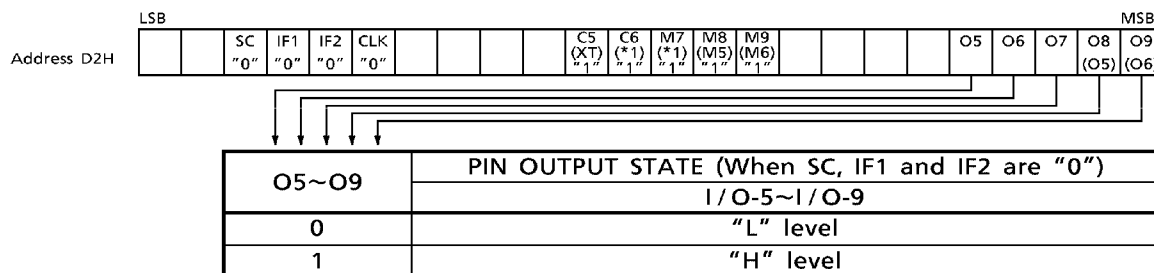 LSB MSB
Address D2H SC IF1 IF2 CLK C5 C6 M7 M8 M9 O5 O6 O7 O8 O9
"0" "0" "0" "0" (XT) (*1) (*1) (M5) (M6) (O5) (O6)
"1" "1" "1" "1" "1"
O5~O9 PIN OUTPUT STATE (When SC, IF1 and IF2 are "0")
I/O-5~I/O-9
0 "L" level
1 "H" level